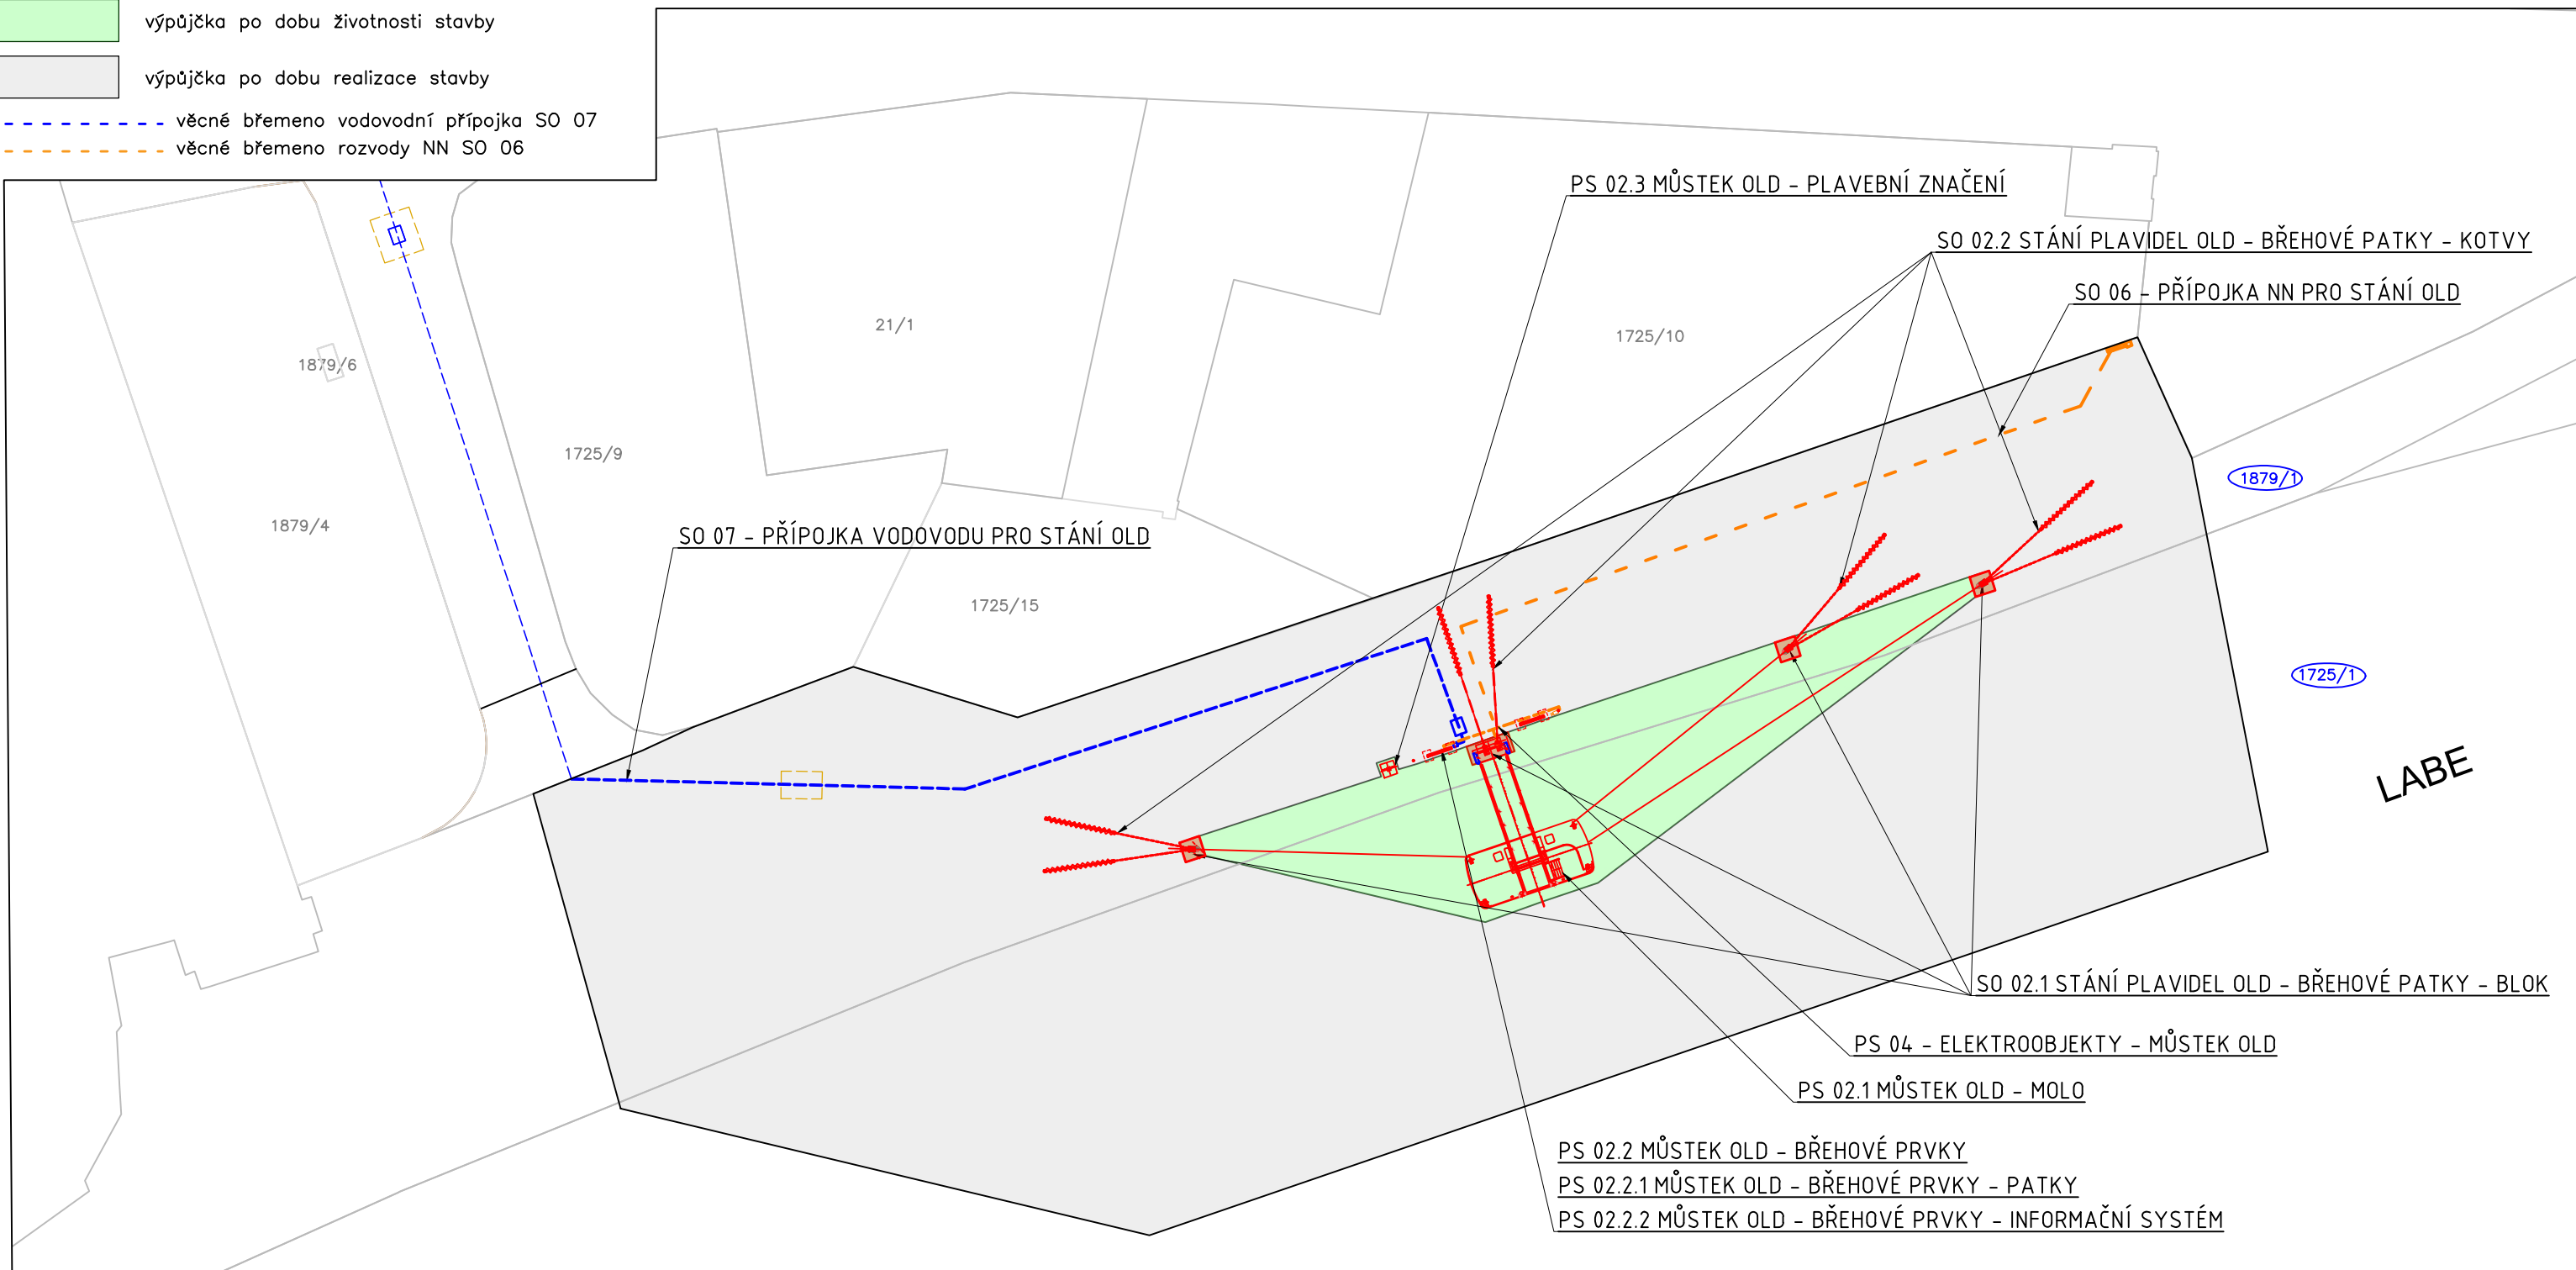 výpůjčka po dobu životnosti stavby
výpůjčka po dobu realizace stavby
věcné břemeno vodovodní přípojka SO 07
věcné břemeno rozvody NN SO 06
PS 02.3 MŮSTEK OLD - PLAVEBNÍ ZNAČENÍ
SO 02.2 STÁNÍ PLAVIDEL OLD - BŘEHOVÉ PATKY - KOTVY
SO 06 - PŘÍPOJKA NN PRO STÁNÍ OLD
21/1
1725/10
1879/6
1725/9
1879/1
1879/4
SO 07 - PŘÍPOJKA VODOVODU PRO STÁNÍ OLD
1725/15
1725/1
LABE
SO 02.1 STÁNÍ PLAVIDEL OLD - BŘEHOVÉ PATKY - BLOK
PS 04 - ELEKTROOBJEKTY - MŮSTEK OLD
PS 02.1 MŮSTEK OLD - MOLO
PS 02.2 MŮSTEK OLD - BŘEHOVÉ PRVKY
PS 02.2.1 MŮSTEK OLD - BŘEHOVÉ PRVKY - PATKY
PS 02.2.2 MŮSTEK OLD - BŘEHOVÉ PRVKY - INFORMAČNÍ SYSTÉM